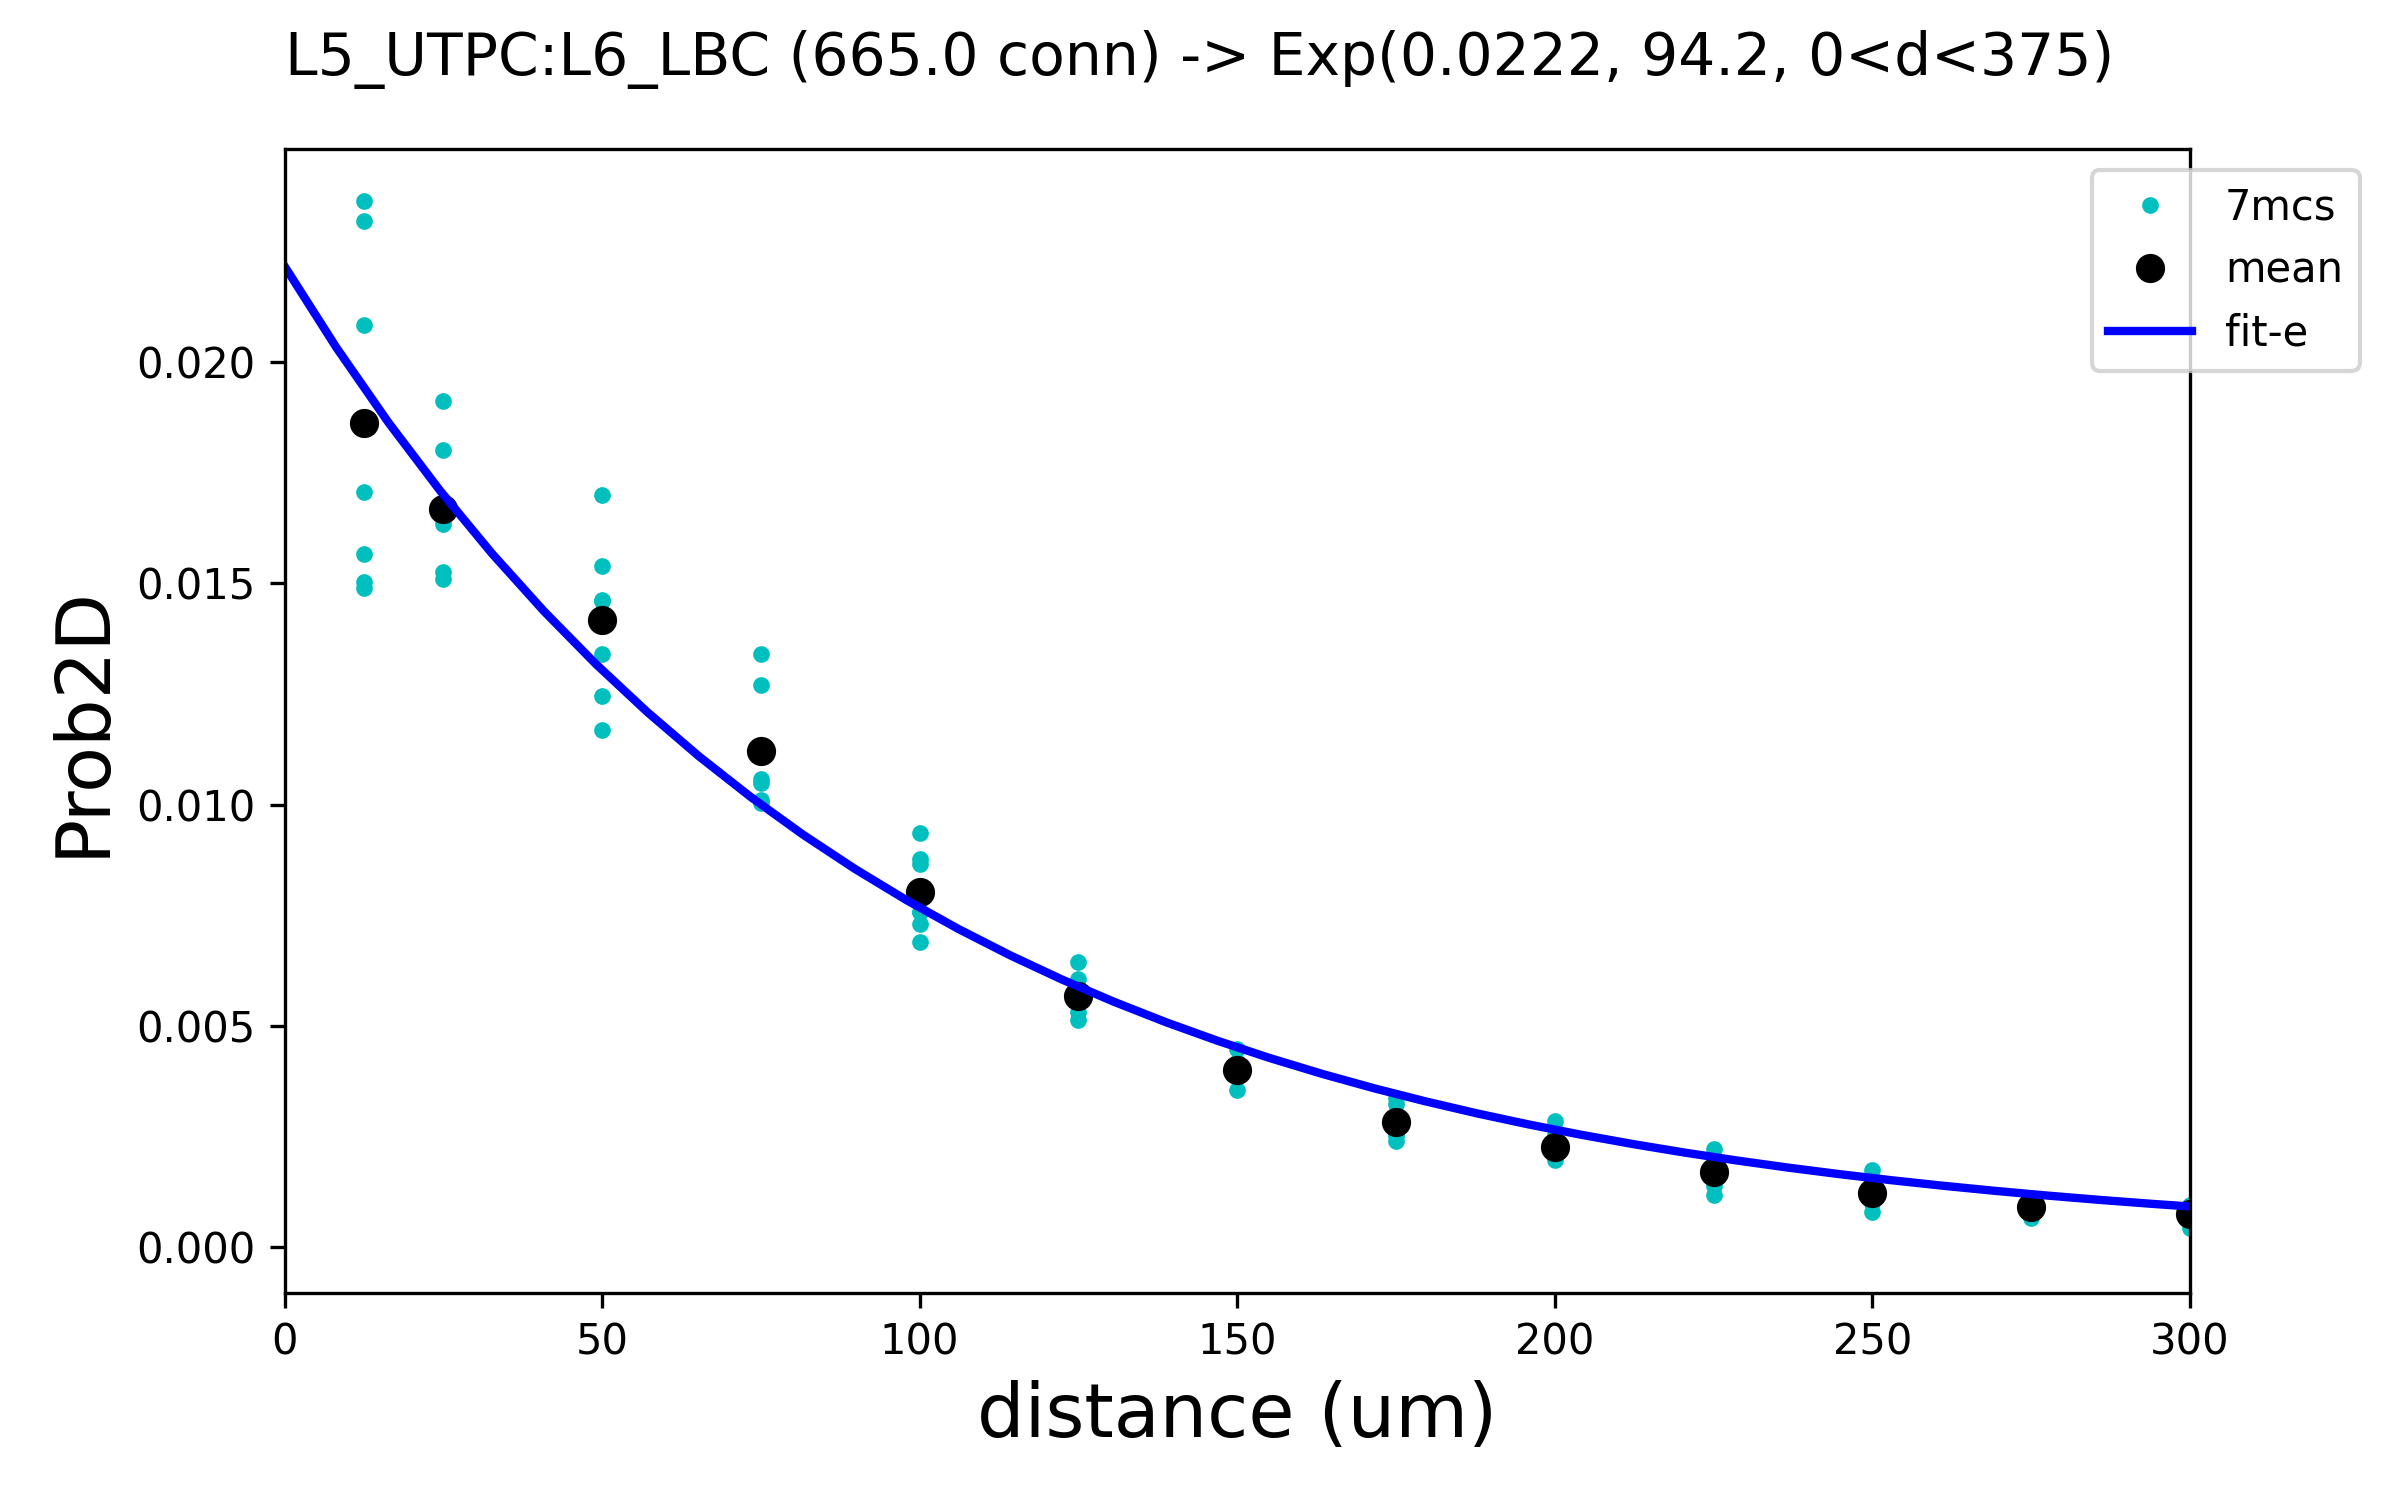 L5_UTPC:L6_LBC (665.0 conn) -> Exp(0.0222, 94.2, 0<d<375)
7mcs
mean
fit-e
Prob2D
0.020
0.015
0.010
0.005
0.000
0 50 100 150 200 250 300
distance (um)